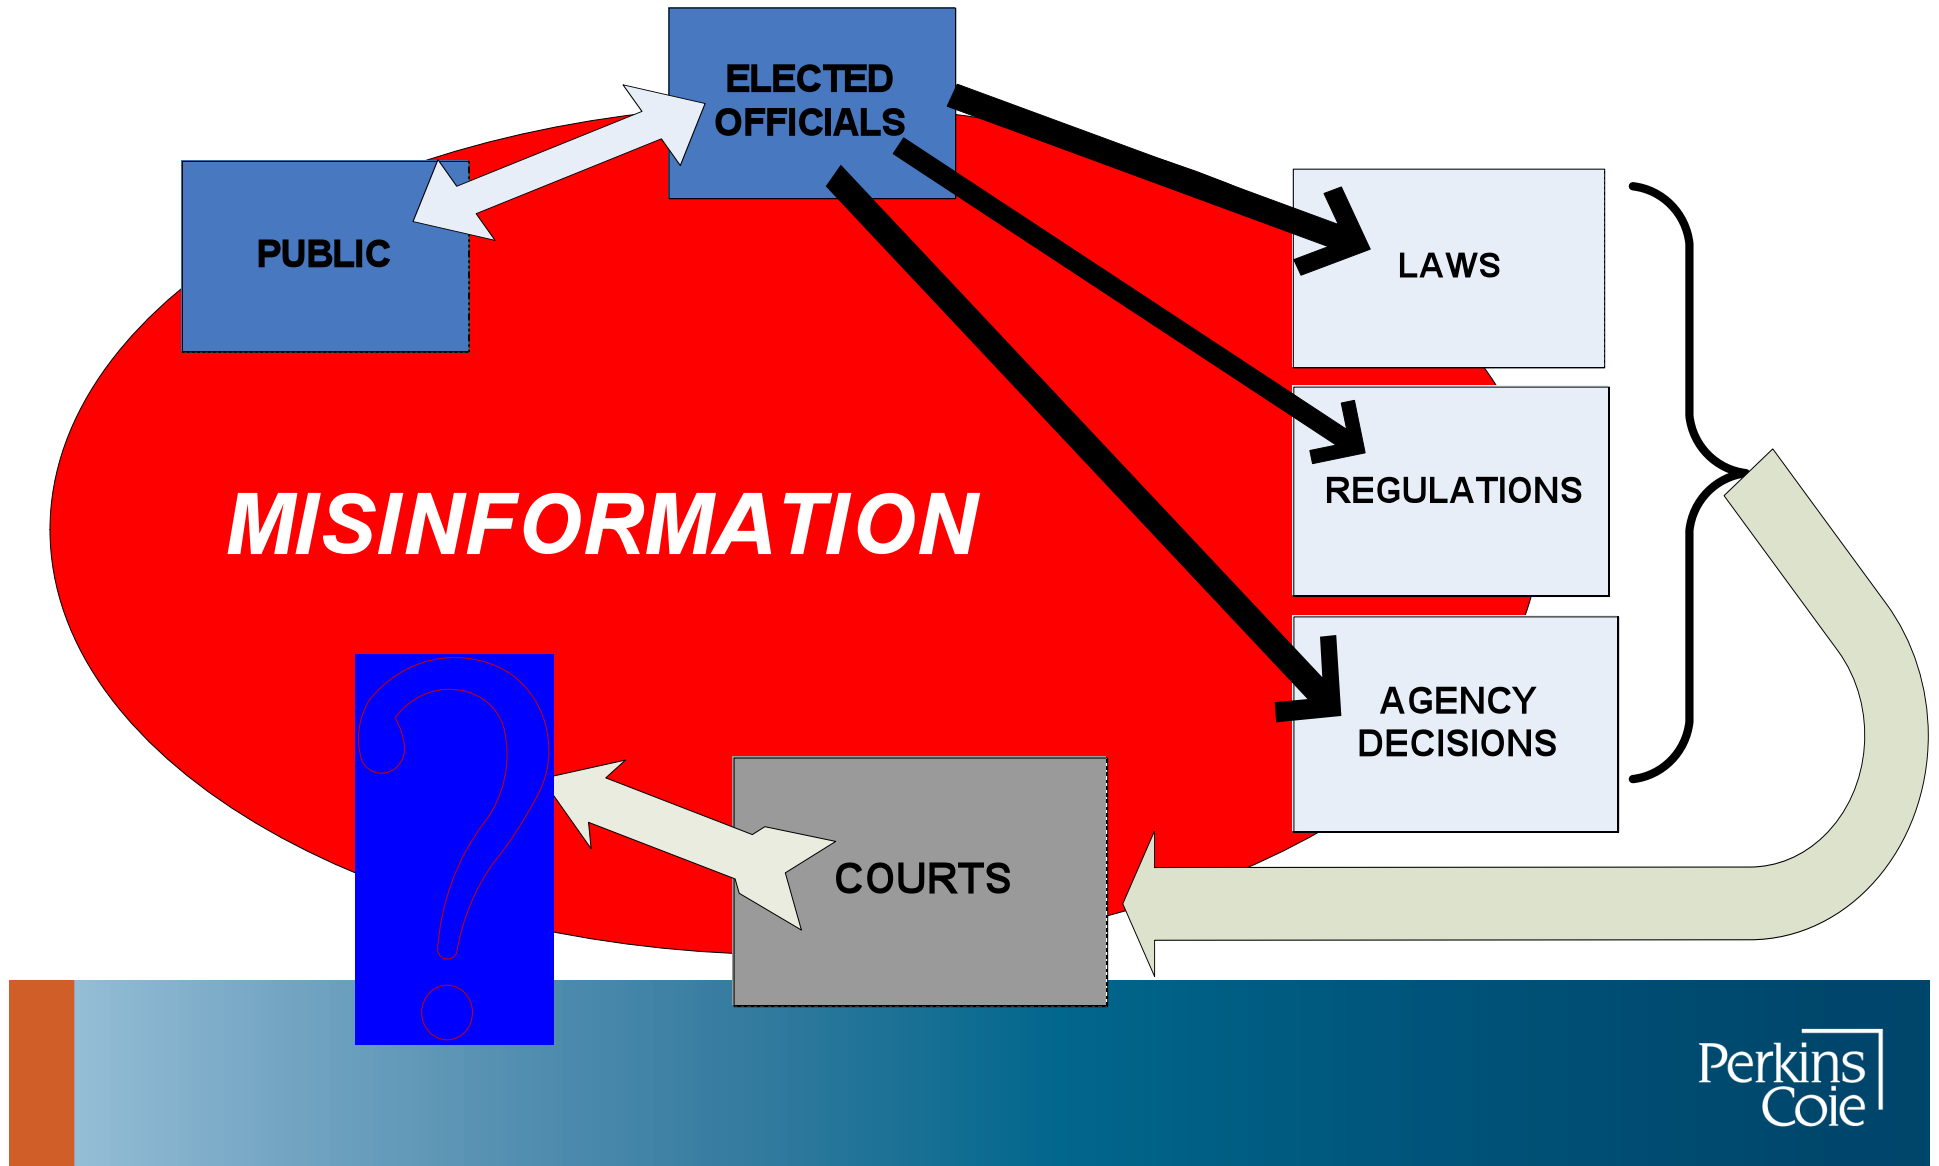 ELECTED
OFFICIALS
PUBLIC
LAWS
REGULATIONS
MISINFORMATION
AGENCY
DECISIONS
?
COURTS
Perkins
Coie